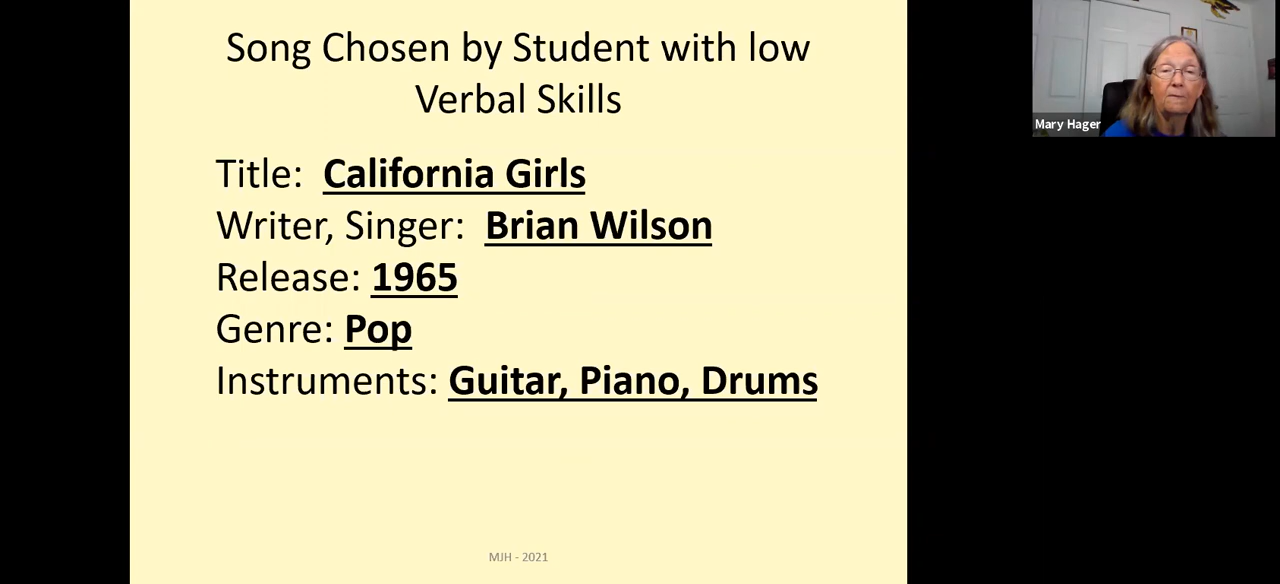 Song Chosen by Student with low
Verbal Skills
Title: California Girls
Writer, Singer: Brian Wilson
Release: 1965
Genre: Pop
Instruments: Guitar, Piano, Drums
MJH - 2021
Mary Hager